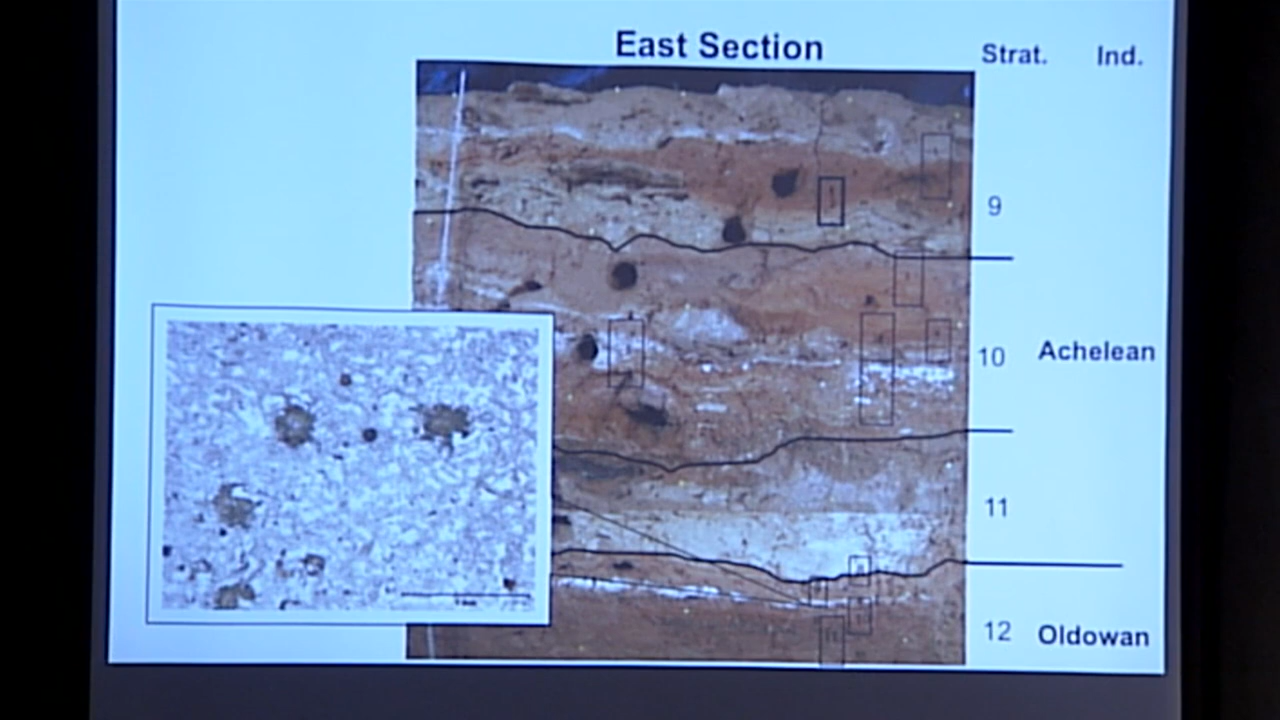 East Section
Strat. Ind.
9
10 Achelean
11
12 Oldowan